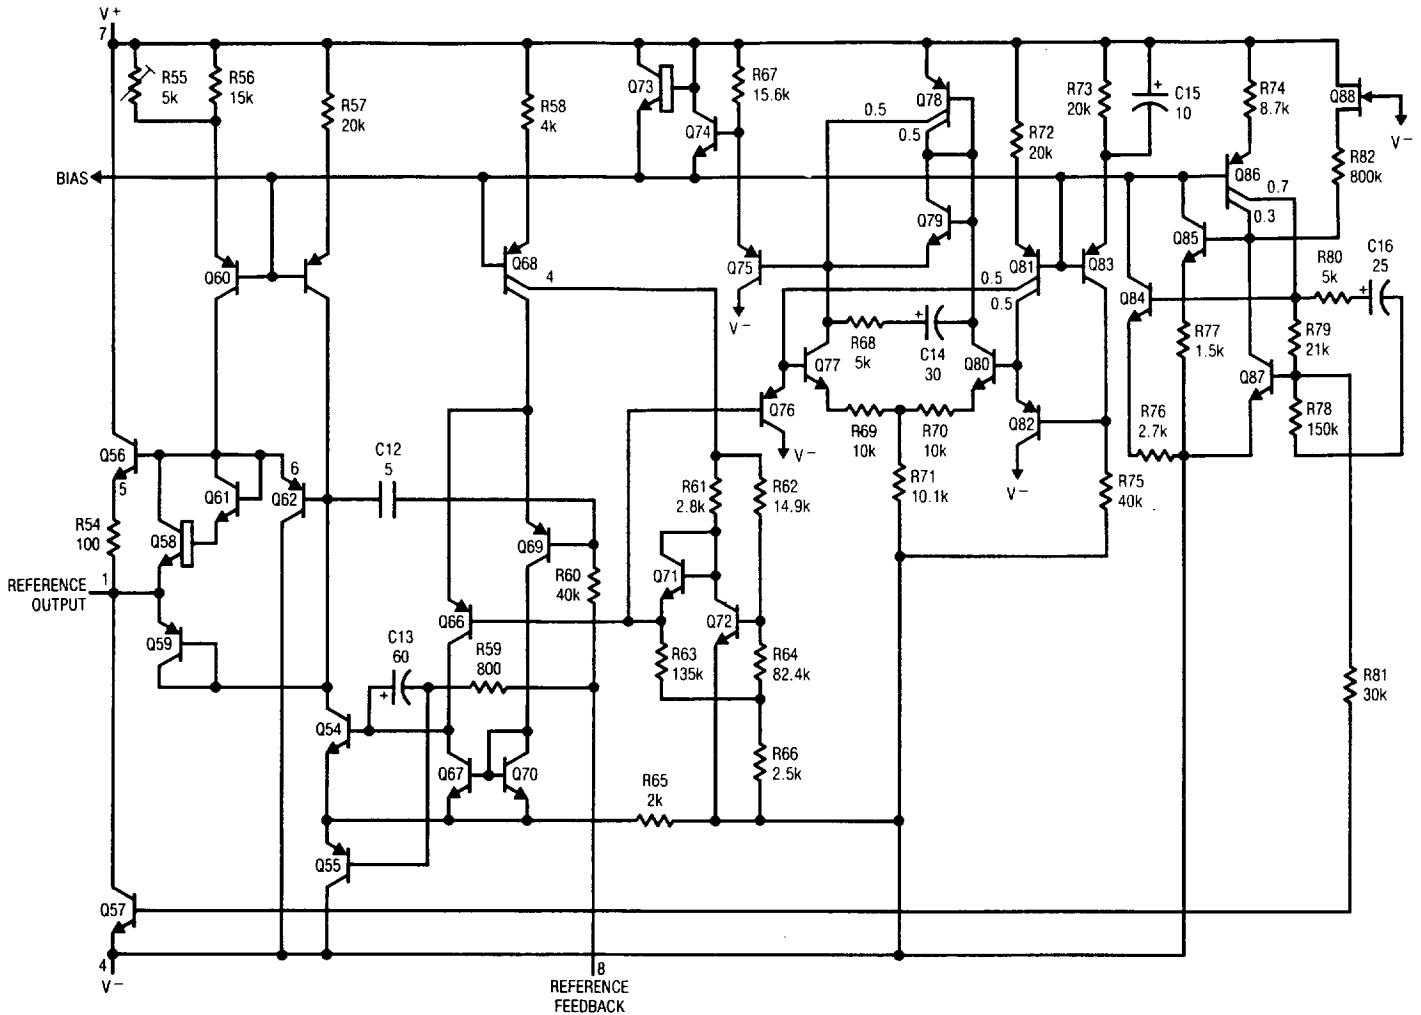 V+
7
R55
5k
R56
15k
R57
20k
R58
4k
Q73
Q74
R67
15.6k
Q78
0.5
0.5
R72
20k
R73
20k
+
C15
10
R74
8.7k
Q88
V−
R82
800k
BIAS
Q86
0.7
0.3
Q60
Q68
4
Q75
V−
Q79
Q81
0.5
0.5
Q83
Q85
Q84
R80
5k
C16
25
+
R68
5k
+
C14
30
Q77
Q80
R77
1.5k
R79
21k
Q87
Q76
V−
R69
10k
R70
10k
Q82
V−
R76
2.7k
R78
150k
Q56
5
6
Q61
Q62
C12
5
R61
2.8k
R62
14.9k
R71
10.1k
R75
40k
R54
100
Q58
Q69
R60
40k
Q71
REFERENCE
OUTPUT
1
Q59
Q66
Q72
C13
60
+
R59
800
R63
135k
R64
82.4k
R81
30k
Q54
Q67
Q70
R65
2k
R66
2.5k
Q55
Q57
4
V−
8
REFERENCE
FEEDBACK